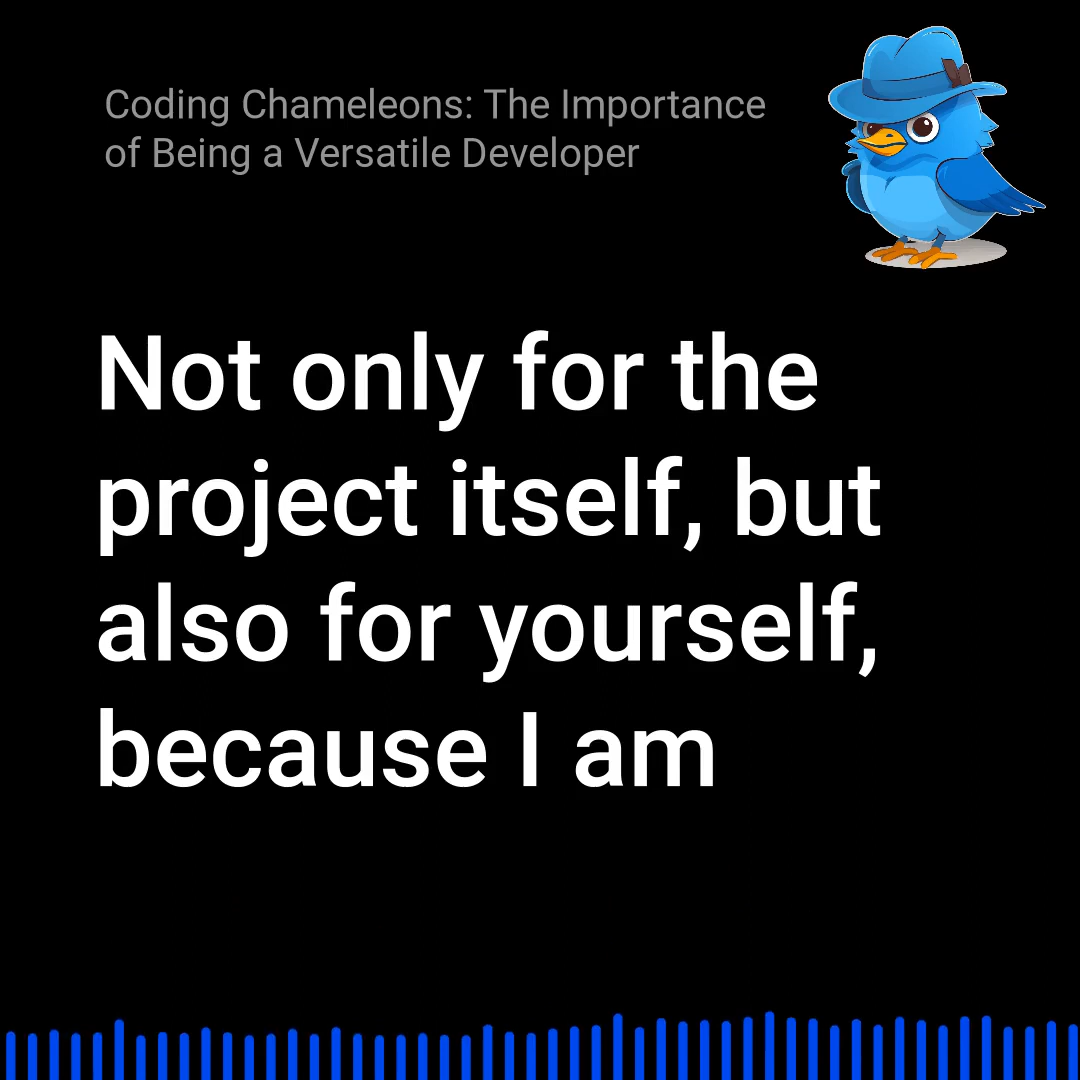 Coding Chameleons: The Importance
of Being a Versatile Developer
Not only for the
project itself, but
also for yourself,
because I am